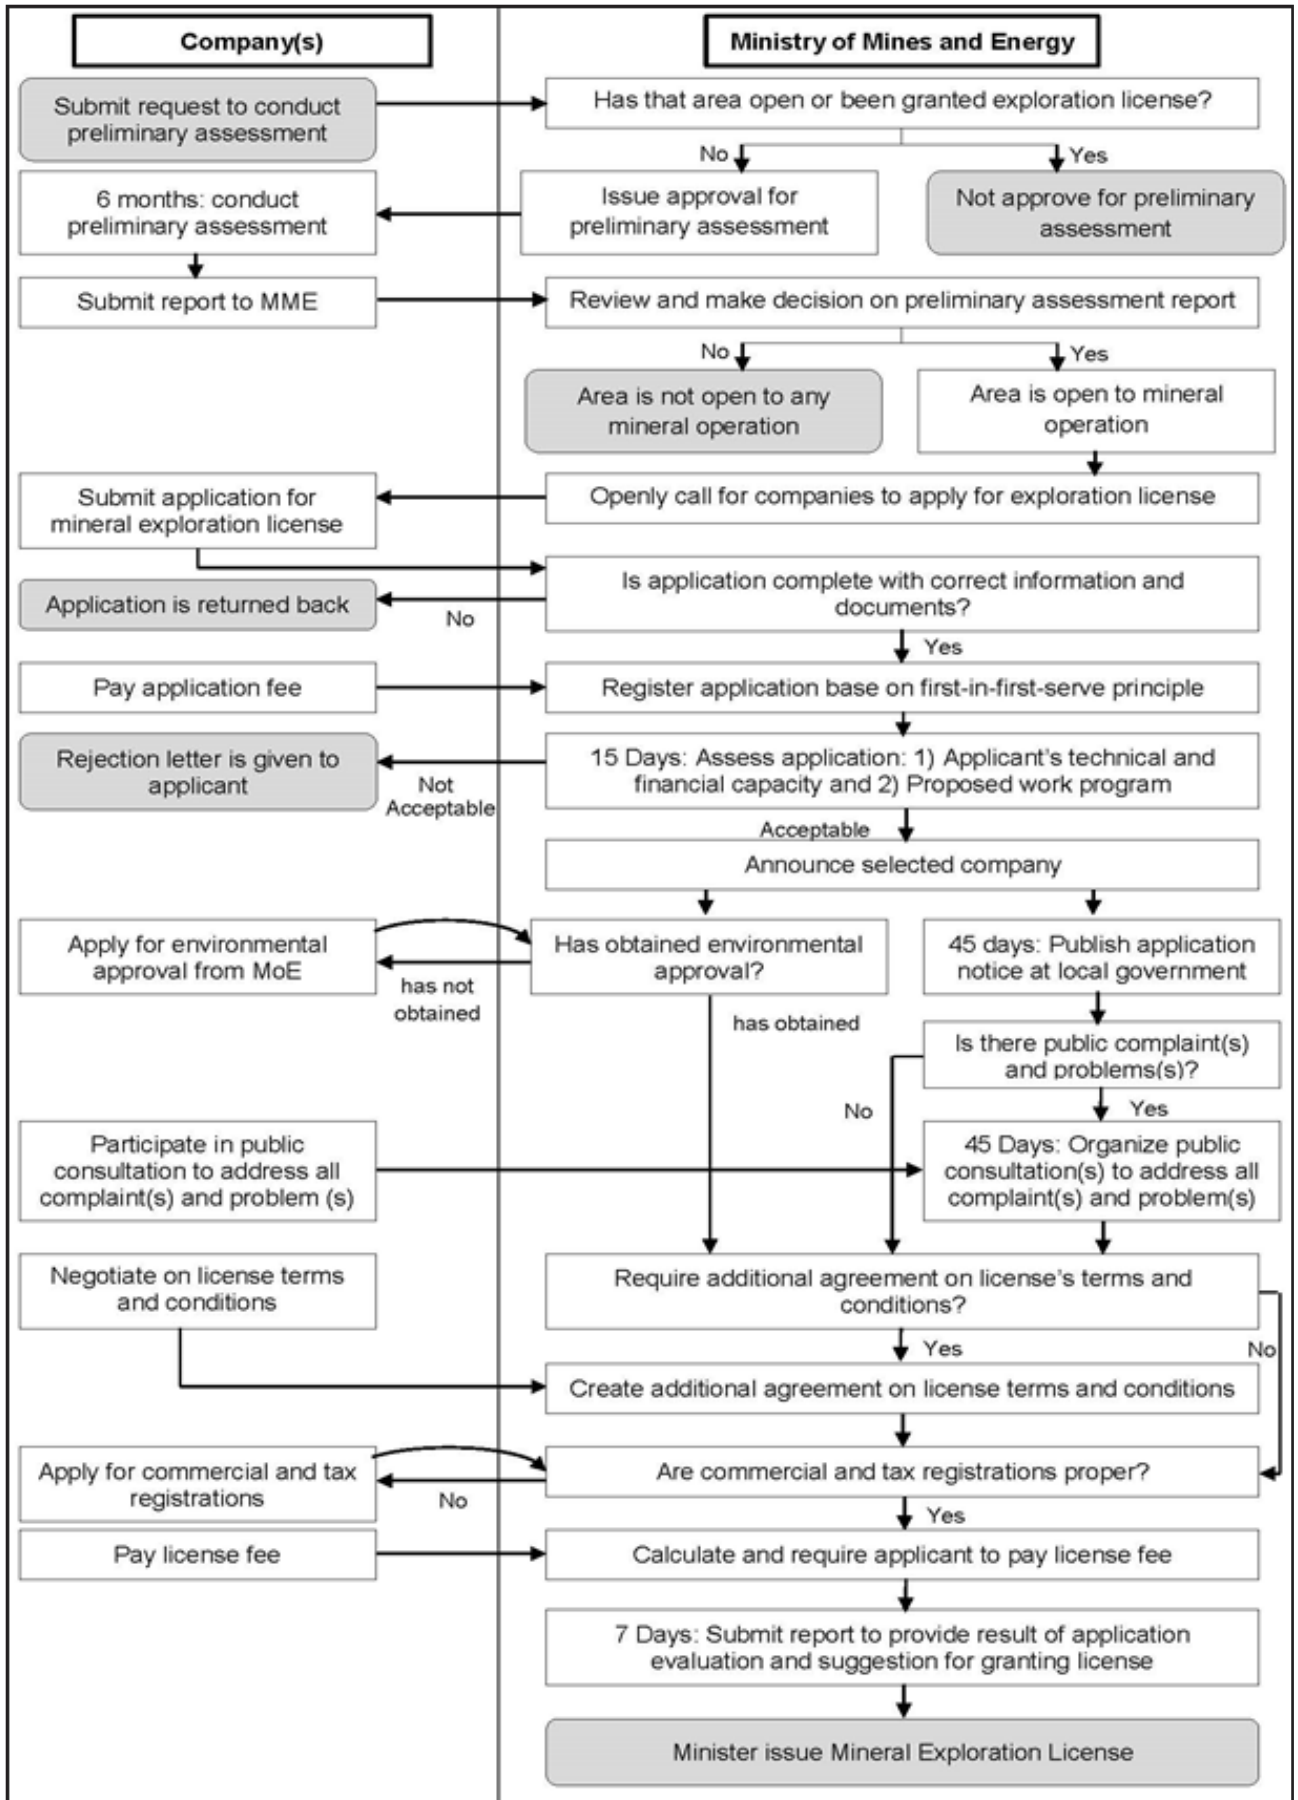 Company(s)
Ministry of Mines and Energy
Submit request to conduct
preliminary assessment
Has that area open or been granted exploration license?
No
Yes
6 months: conduct
preliminary assessment
Issue approval for
preliminary assessment
Not approve for preliminary
assessment
Submit report to MME
Review and make decision on preliminary assessment report
No
Yes
Area is not open to any
mineral operation
Area is open to mineral
operation
Submit application for
mineral exploration license
Openly call for companies to apply for exploration license
Is application complete with correct information and
documents?
Application is returned back
No
Yes
Pay application fee
Register application base on first-in-first-serve principle
Rejection letter is given to
applicant
Not
Acceptable
15 Days: Assess application: 1) Applicant's technical and
financial capacity and 2) Proposed work program
Acceptable
Announce selected company
Apply for environmental
approval from MoE
has not
obtained
Has obtained environmental
approval?
45 days: Publish application
notice at local government
has obtained
Is there public complaint(s)
and problems(s)?
No
Yes
Participate in public
consultation to address all
complaint(s) and problem (s)
45 Days: Organize public
consultation(s) to address all
complaint(s) and problem(s)
Negotiate on license terms
and conditions
Require additional agreement on license's terms and
conditions?
Yes
No
Create additional agreement on license terms and conditions
Apply for commercial and tax
registrations
No
Are commercial and tax registrations proper?
Yes
Pay license fee
Calculate and require applicant to pay license fee
7 Days: Submit report to provide result of application
evaluation and suggestion for granting license
Minister issue Mineral Exploration License